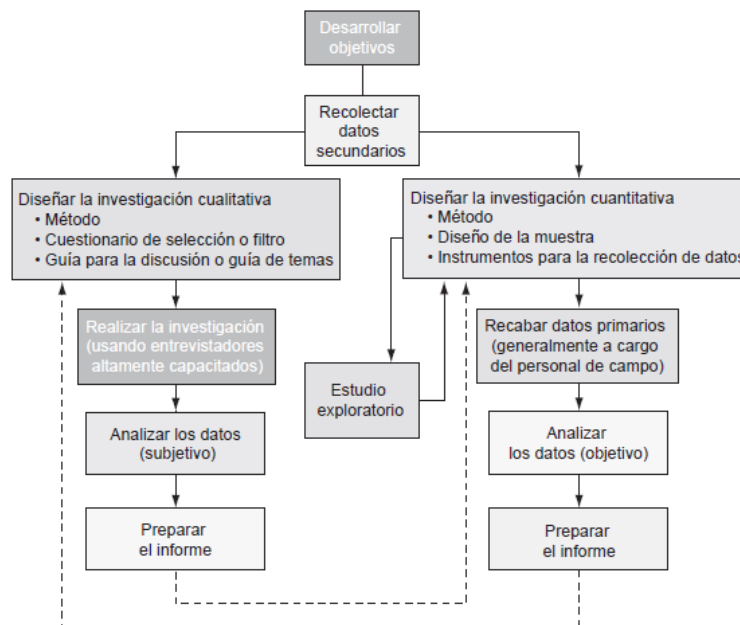 Desarrollar
objetivos
Recolectar
datos
secundarios
Diseñar la investigación cualitativa
• Método
• Cuestionario de selección o filtro
• Guía para la discusión o guía de temas
Diseñar la investigación cuantitativa
• Método
• Diseño de la muestra
• Instrumentos para la recolección de datos
Realizar la investigación
(usando entrevistadores
altamente capacitados)
Estudio
exploratorio
Recabar datos primarios
(generalmente a cargo
del personal de campo)
Analizar los datos
(subjetivo)
Analizar
los datos (objetivo)
Preparar
el informe
Preparar
el informe